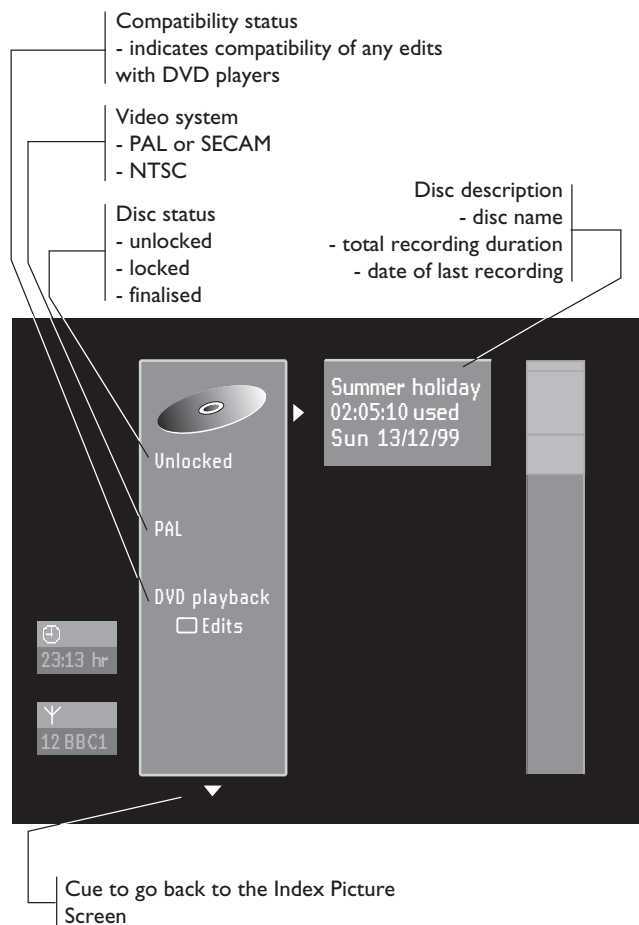 Compatibility status
- indicates compatibility of any edits
with DVD players
Video system
- PAL or SECAM
- NTSC
Disc status
- unlocked
- locked
- finalised
Disc description
- disc name
- total recording duration
- date of last recording
Summer holiday
02:05:10 used
Sun 13/12/99
Unlocked
PAL
DVD playback
Edits
23:13 hr
12 BBC1
Cue to go back to the Index Picture
Screen